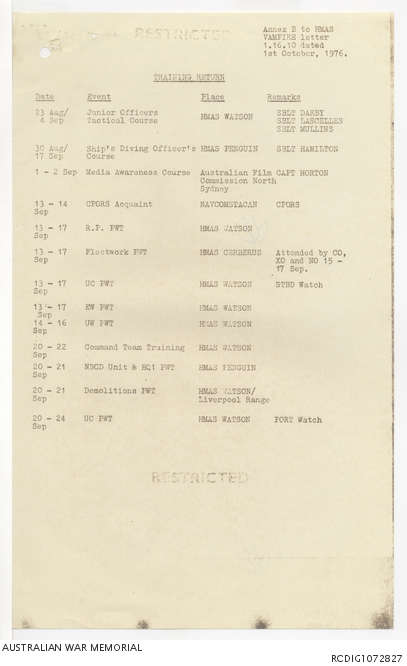 RESTRICTED
Annex B to HMAS
VAMPIRE letter
1.16.10 dated
1st October, 1976.
TRAINING RETURN
Date Event Place Remarks
23 Aug/ Junior Officers HMAS WATSON SBLT DARBY
4 Sep Tactical Course SBLT LASCELLES
SBLT MULLINS
30 Aug/ Ship's Diving Officer's HMAS PENGUIN SBLT HAMILTON
17 Sep Course
1 - 2 Sep Media Awareness Course Australian Film CAPT HORTON
Commission North
Sydney
13 - 14 CPORS Acquaint NAVCOMSTACAN CPORS
Sep
13 - 17 R.P. PWT HMAS WATSON
Sep
13 - 17 Fleetwork PWT HMAS CERBERUS Attended by CO,
Sep XO and NO 15 -
17 Sep.
13 - 17 UC PWT HMAS WATSON STBD Watch
Sep
13 - 17 EW PWT HMAS WATSON
Sep
14 - 16 UW PWT HMAS WATSON
Sep
20 - 22 Command Team Training HMAS WATSON
Sep
20 - 21 NBCD Unit & HQ1 PWT HMAS PENGUIN
Sep
20 - 21 Demolitions PWT HMAS WATSON/
Sep Liverpool Range
20 - 24 UC PWT HMAS WATSON PORT Watch
Sep
RESTRICTED
AUSTRALIAN WAR MEMORIAL RCDIG1072827